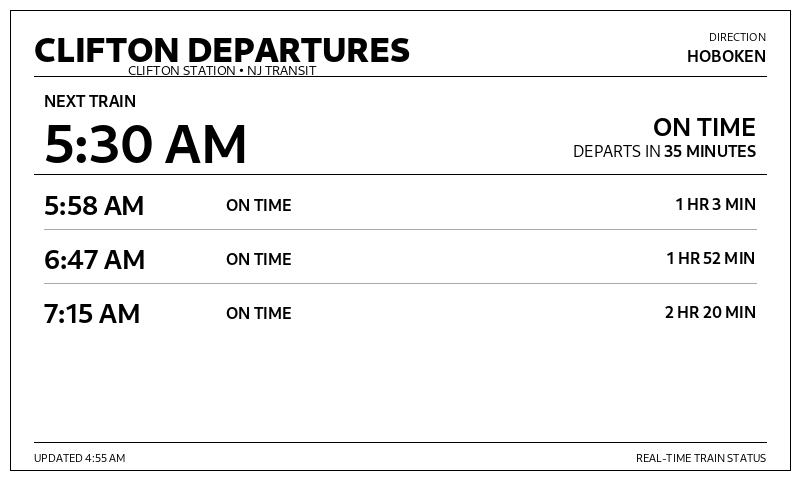 CLIFTON DEPARTURES
CLIFTON STATION • NJ TRANSIT
DIRECTION
HOBOKEN
NEXT TRAIN
5:30 AM
ON TIME
DEPARTS IN 35 MINUTES
5:58 AM ON TIME 1 HR 3 MIN
6:47 AM ON TIME 1 HR 52 MIN
7:15 AM ON TIME 2 HR 20 MIN
UPDATED 4:55 AM
REAL-TIME TRAIN STATUS